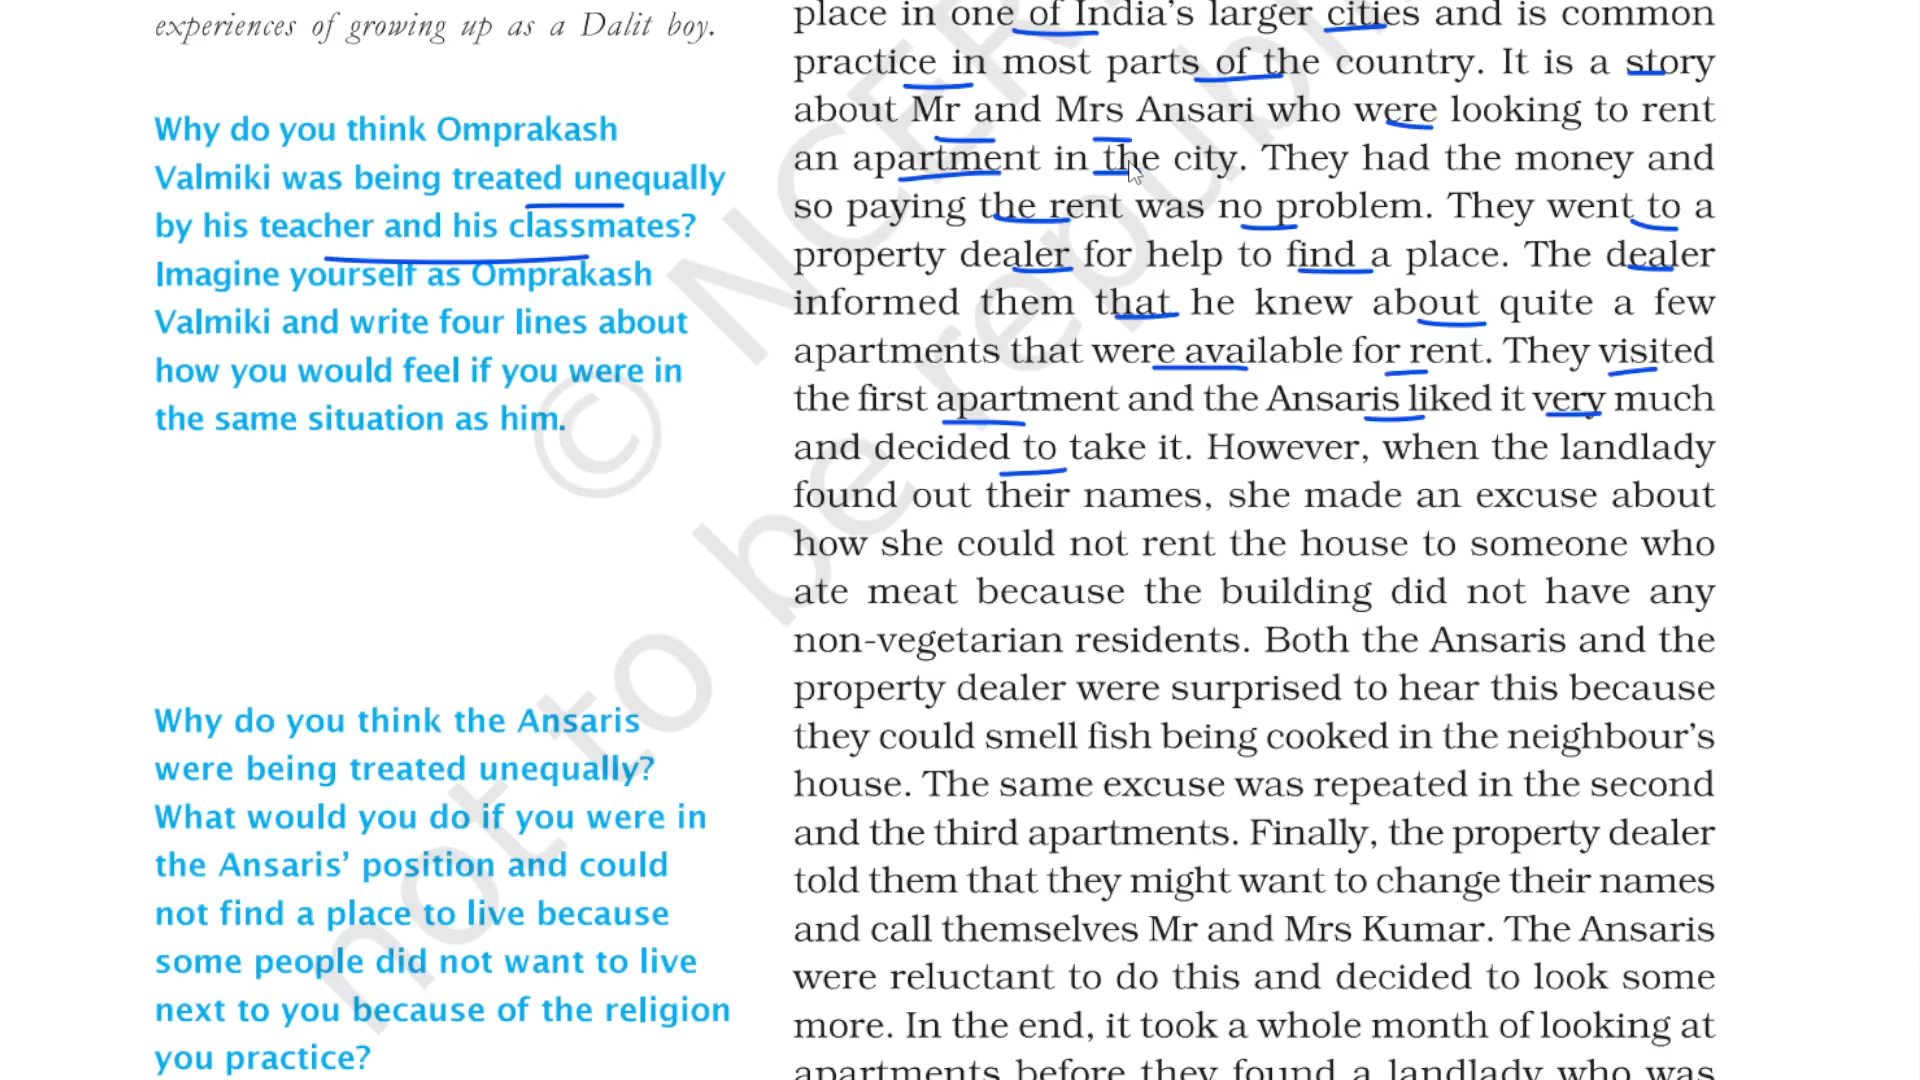 experiences of growing up as a Dalit boy.
Why do you think Omprakash
Valmiki was being treated unequally
by his teacher and his classmates?
Imagine yourself as Omprakash
Valmiki and write four lines about
how you would feel if you were in
the same situation as him.
Why do you think the Ansaris
were being treated unequally?
What would you do if you were in
the Ansaris’ position and could
not find a place to live because
some people did not want to live
next to you because of the religion
you practice?
place in one of India’s larger cities and is common
practice in most parts of the country. It is a story
about Mr and Mrs Ansari who were looking to rent
an apartment in the city. They had the money and
so paying the rent was no problem. They went to a
property dealer for help to find a place. The dealer
informed them that he knew about quite a few
apartments that were available for rent. They visited
the first apartment and the Ansaris liked it very much
and decided to take it. However, when the landlady
found out their names, she made an excuse about
how she could not rent the house to someone who
ate meat because the building did not have any
non-vegetarian residents. Both the Ansaris and the
property dealer were surprised to hear this because
they could smell fish being cooked in the neighbour’s
house. The same excuse was repeated in the second
and the third apartments. Finally, the property dealer
told them that they might want to change their names
and call themselves Mr and Mrs Kumar. The Ansaris
were reluctant to do this and decided to look some
more. In the end, it took a whole month of looking at
apartments before they found a landlady who was
© NCERT
not to be republi